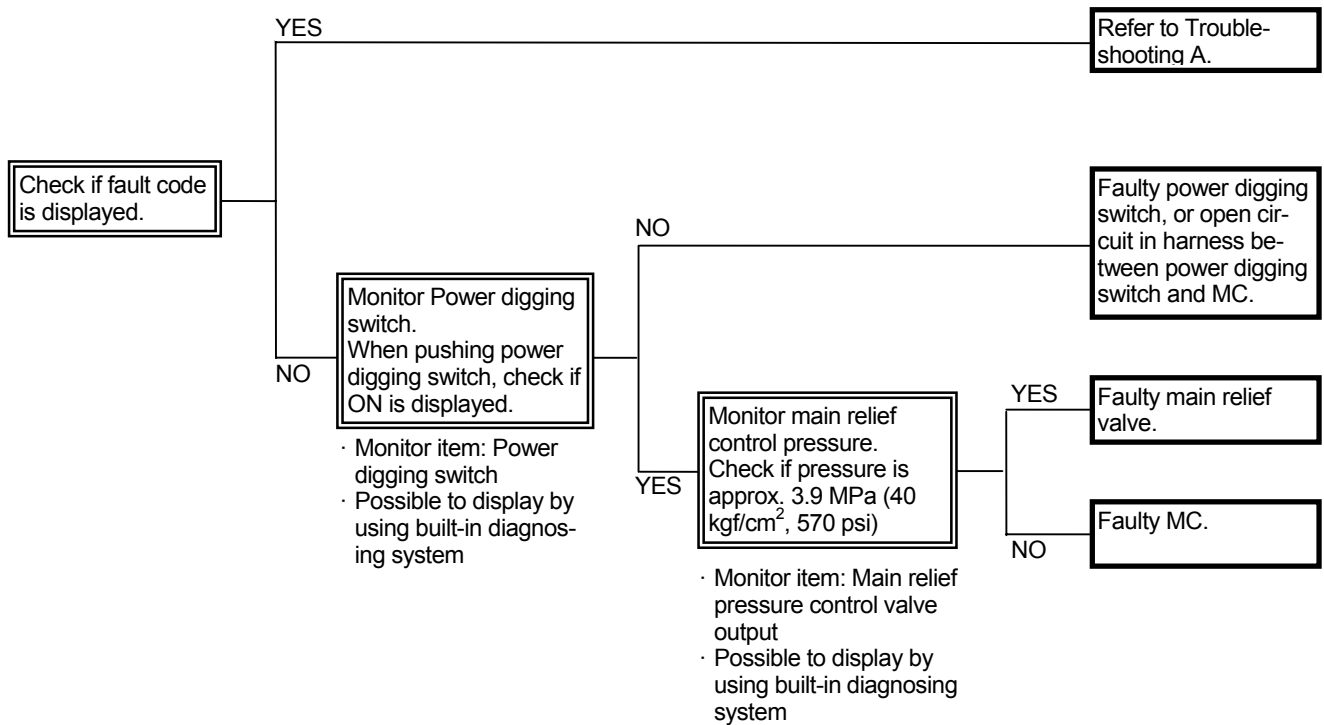 YES
Refer to Trouble-
shooting A.
Check if fault code
is displayed.
NO
Monitor Power digging
switch.
When pushing power
digging switch, check if
ON is displayed.
· Monitor item: Power
digging switch
· Possible to display by
using built-in diagnos-
ing system
NO
Faulty power digging
switch, or open cir-
cuit in harness be-
tween power digging
switch and MC.
YES
Monitor main relief
control pressure.
Check if pressure is
approx. 3.9 MPa (40
kgf/cm², 570 psi)
· Monitor item: Main relief
pressure control valve
output
· Possible to display by
using built-in diagnosing
system
YES
Faulty main relief
valve.
NO
Faulty MC.